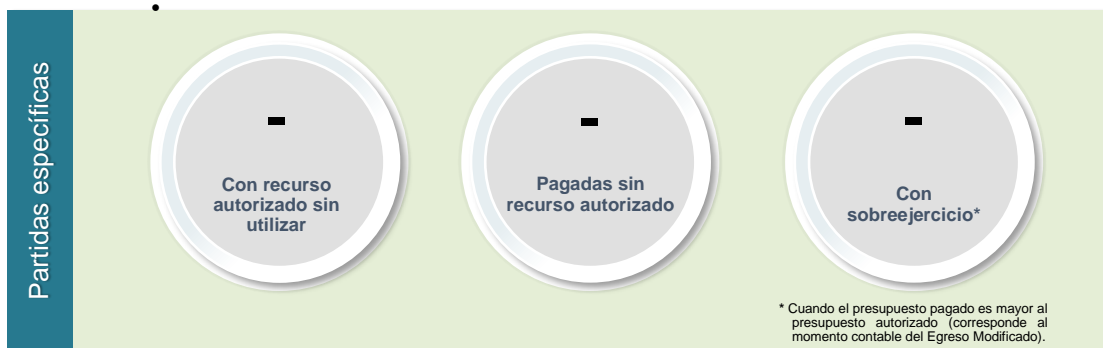 •
Partidas específicas
-
Con recurso
autorizado sin
utilizar
-
Pagadas sin
recurso autorizado
-
Con
sobreejercicio*
* Cuando el presupuesto pagado es mayor al
presupuesto autorizado (corresponde al
momento contable del Egreso Modificado).